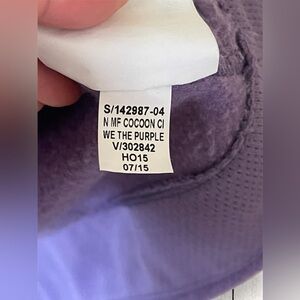 S/142987-04
N MF COCOON CI
WE THE PURPLE
V/302842
HO15
07/15